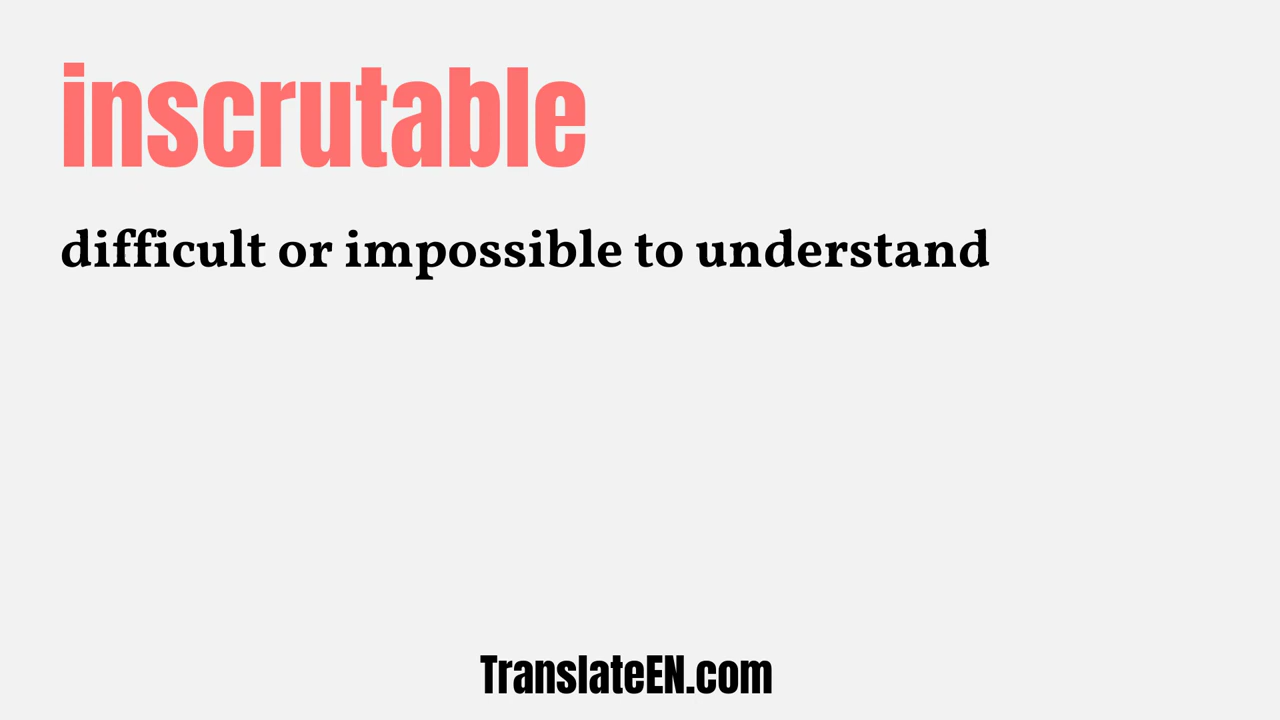 inscrutable
difficult or impossible to understand
TranslateEN.com